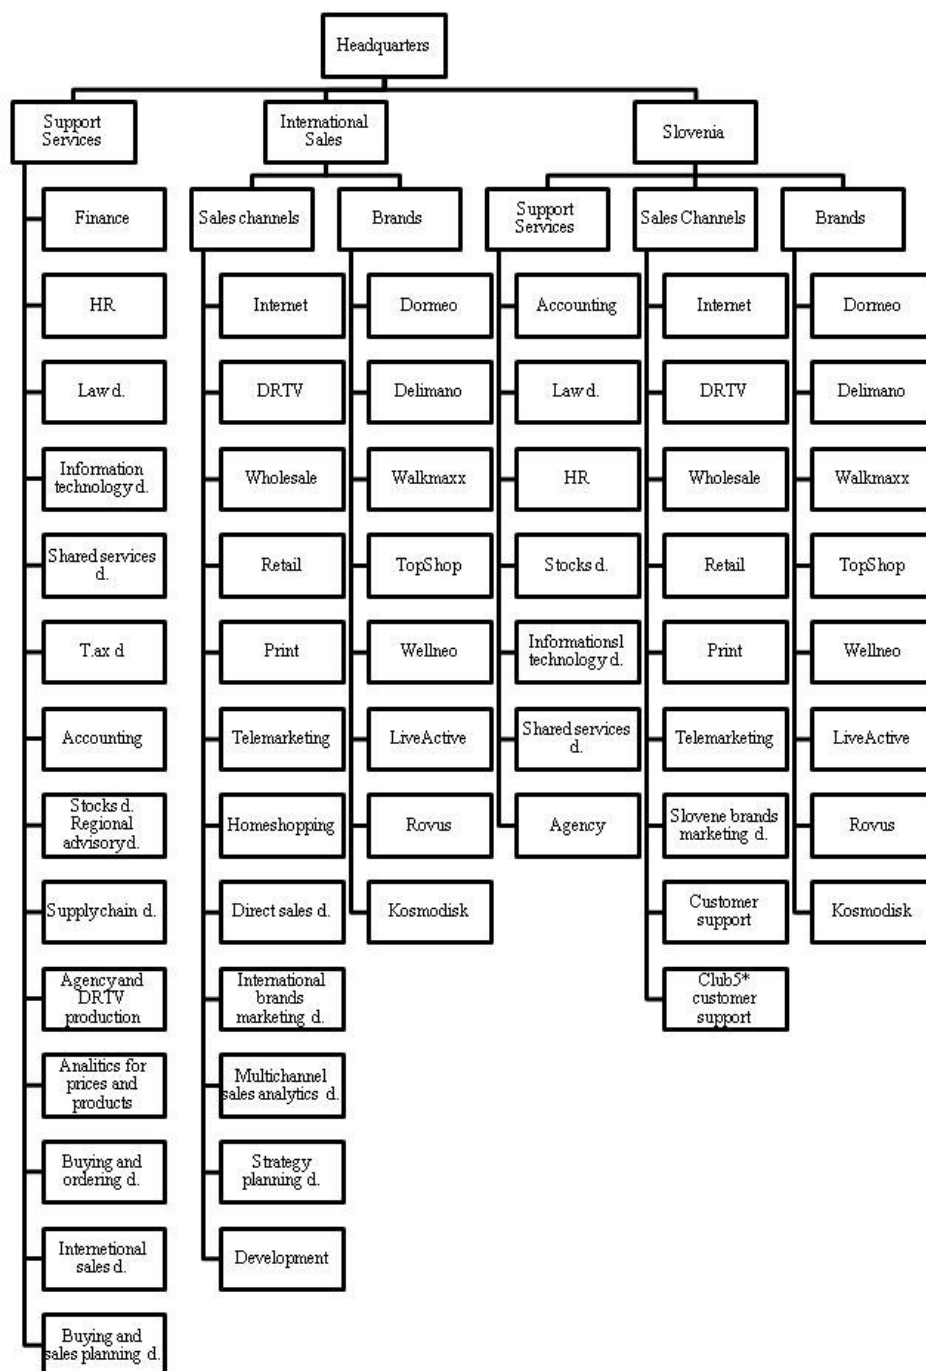 Headquarters
Support
Services
International
Sales
Slovenia
Finance
HR
Law d.
Information
technology d.
Shared services
d.
T.ax d
Accounting
Stocks d.
Regional
advisory d.
Supply chain d.
Agency and
DRTV
production
Analitics for
prices and
products
Buying and
ordering d.
Internetional
sales d.
Buying and
sales planning d.
Sales channels
Internet
DRTV
Wholesale
Retail
Print
Telemarketing
Homeshopping
Direct sales d.
International
brands
marketing d.
Multichannel
sales analytics d.
Strategy
planning d.
Development
Brands
Dormeo
Delimano
Walkmaxx
TopShop
Wellneo
LiveActive
Rovus
Kosmodisk
Support
Services
Accounting
Law d.
HR
Stocks d.
Informationsl
technology d.
Shared services
d.
Agency
Sales Channels
Internet
DRTV
Wholesale
Retail
Print
Telemarketing
Slovene brands
marketing d.
Customer
support
Club5*
customer
support
Brands
Dormeo
Delimano
Walkmaxx
TopShop
Wellneo
LiveActive
Rovus
Kosmodisk